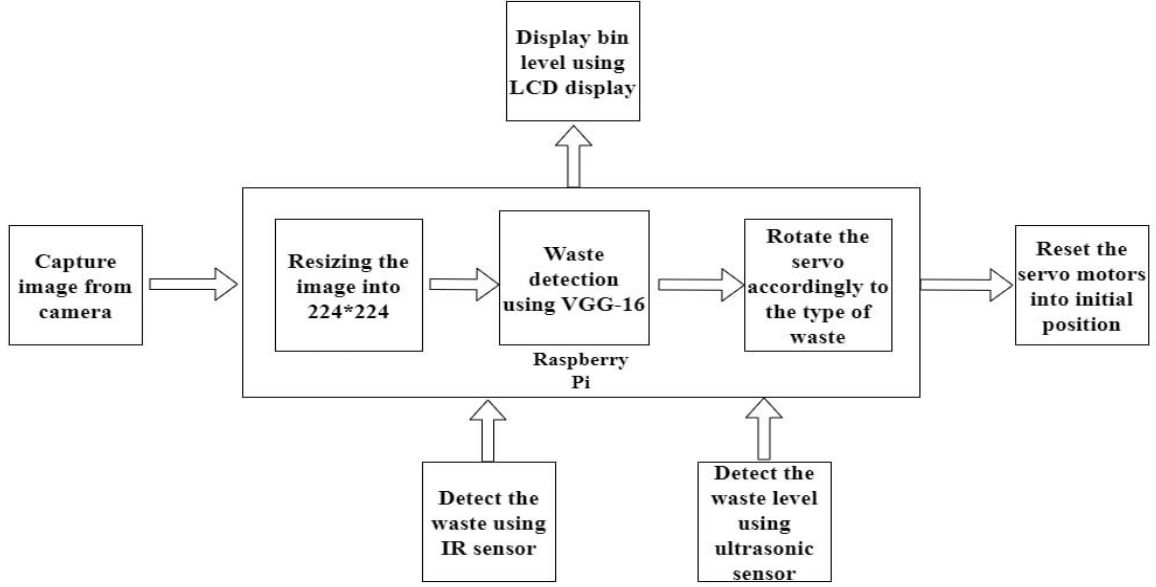 Display bin
level using
LCD display
Capture
image from
camera
Resizing the
image into
224*224
Waste
detection
using VGG-16
Rotate the
servo
accordingly to
the type of
waste
Reset the
servo motors
into initial
position
Raspberry
Pi
Detect the
waste using
IR sensor
Detect the
waste level
using
ultrasonic
sensor